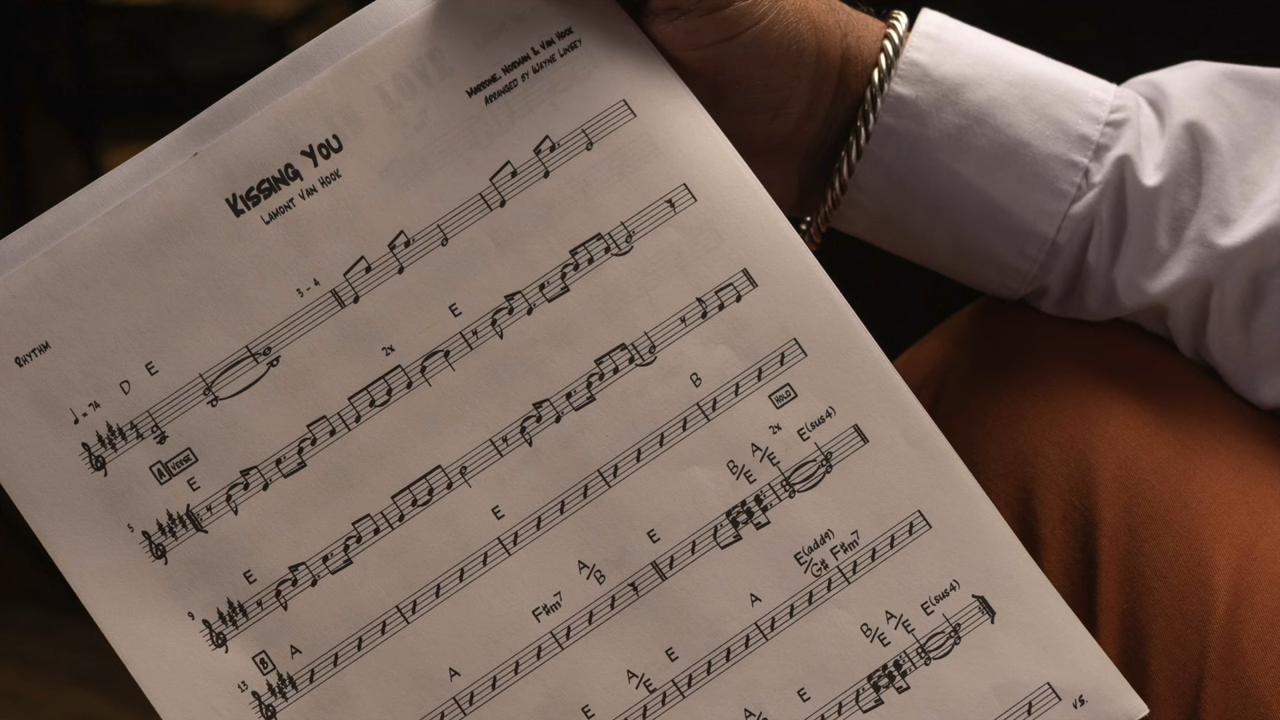 Marrone, Norman & Van Hook
Arranged by Wayne Linsey
Kissing You
Lamont Van Hook
Rhythm
♩ = 74 D E 3 - 4
A Verse
E 2x E
5
E
9
B A E B
13
A F#m7 A/B E B/E A/E 2x E(sus4) Hold
A/E E A E(add9)/G# F#m7
E A/E E B/E A/E E(sus4)
V.S.